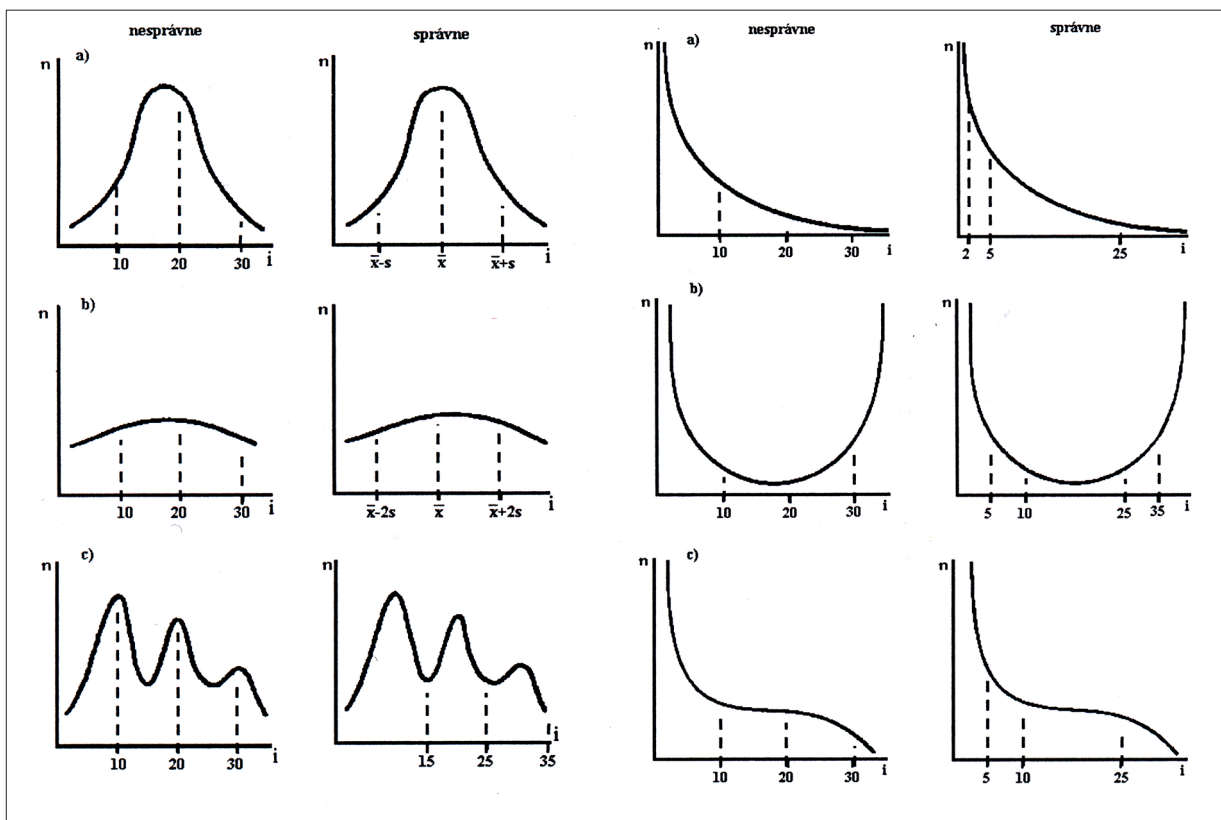 nesprávne
správne
a)
n
10 20 30 i
n
x̅-s x̅ x̅+s i
b)
n
10 20 30 i
n
x̅-2s x̅ x̅+2s i
c)
n
10 20 30 i
n
15 25 35 i
nesprávne
správne
a)
n
10 20 30 i
n
2 5 25 i
b)
n
10 20 30 i
n
5 10 25 35 i
c)
n
10 20 30 i
n
5 10 25 i